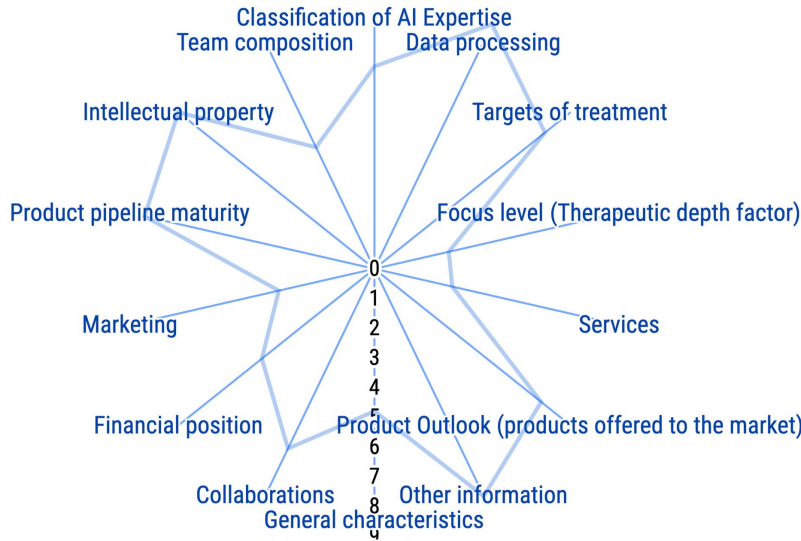 Classification of AI Expertise
Team composition
Data processing
Intellectual property
Targets of treatment
Product pipeline maturity
Focus level (Therapeutic depth factor)
0
1
2
Marketing
Services
3
4
5
Financial position
Product Outlook (products offered to the market)
6
7
Collaborations
Other information
8
General characteristics
9